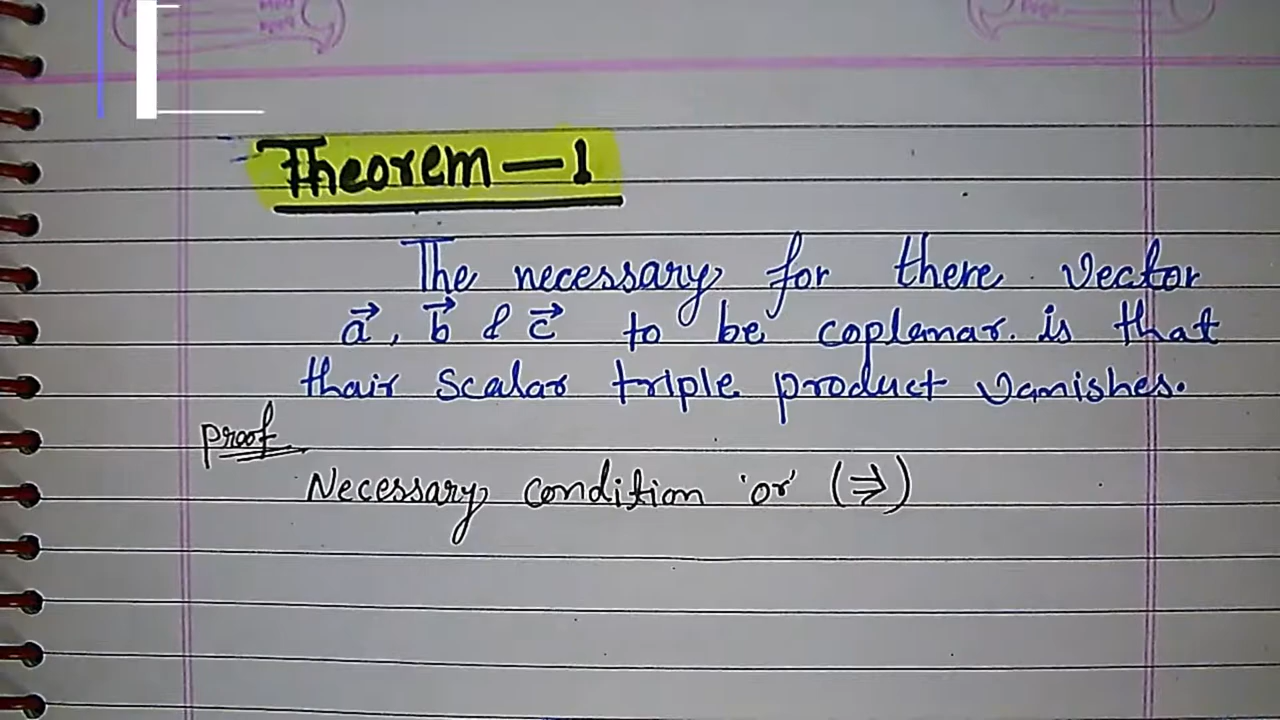 Theorem — 1
The necessary for there vector
a⃗, b⃗ & c⃗ to be coplanar. is that
thair scalar triple product vanishes.
Proof
Necessary condition 'or' (⇒)